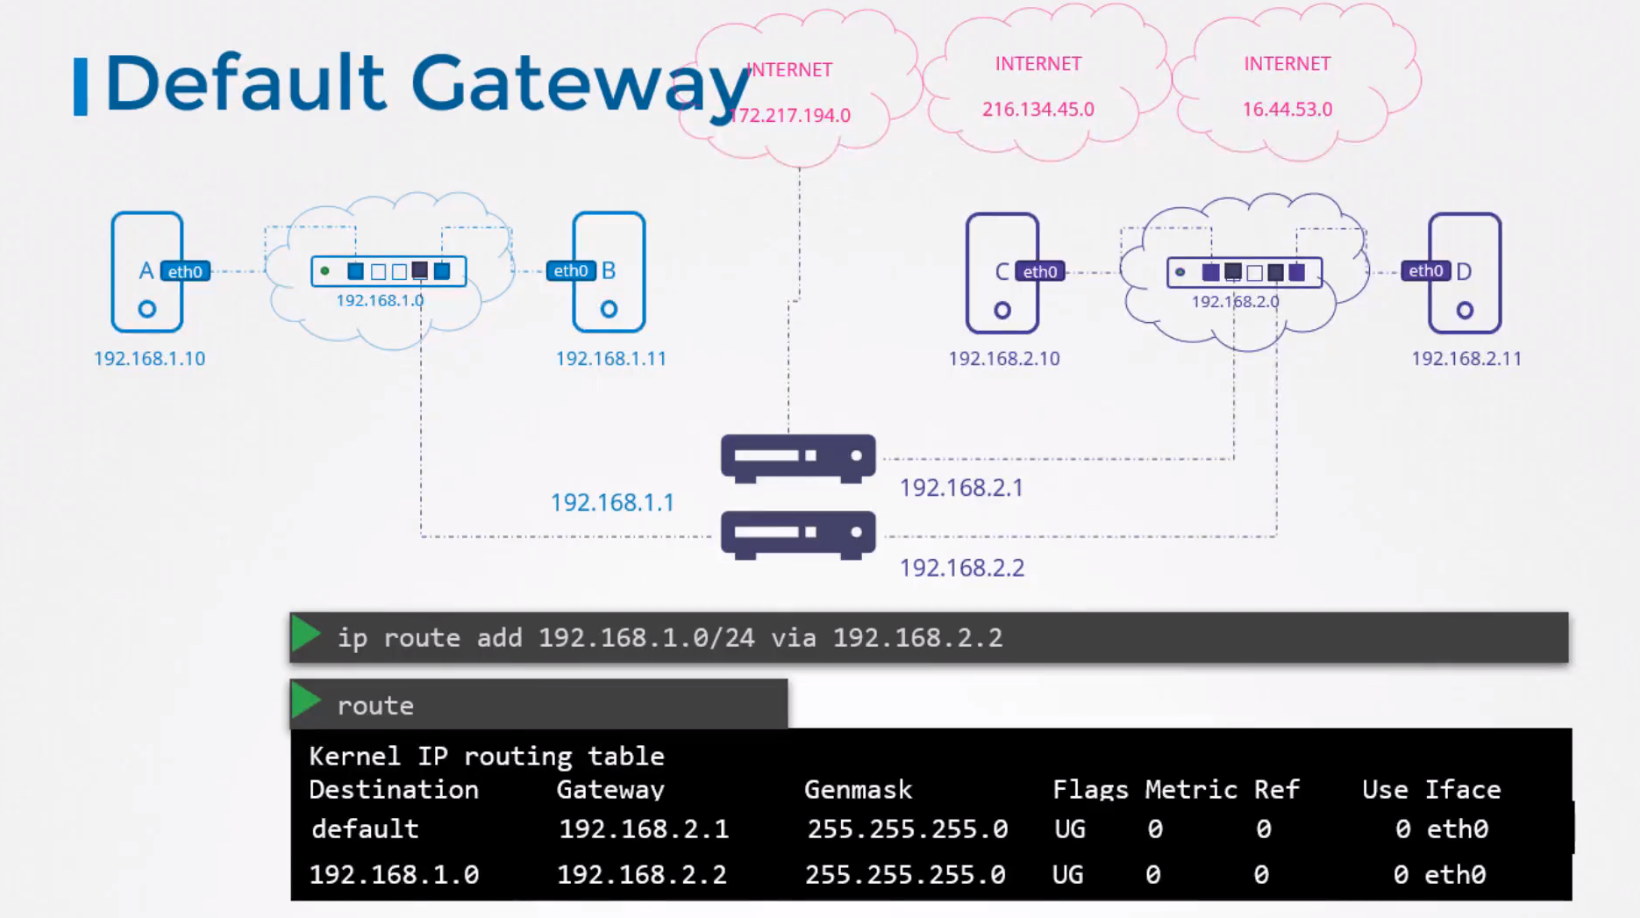 Default Gateway
INTERNET
172.217.194.0
INTERNET
216.134.45.0
INTERNET
16.44.53.0
A eth0
192.168.1.10
192.168.1.0
eth0 B
192.168.1.11
C eth0
192.168.2.10
192.168.2.0
eth0 D
192.168.2.11
192.168.1.1
192.168.2.1
192.168.2.2
ip route add 192.168.1.0/24 via 192.168.2.2
route
Kernel IP routing table
Destination Gateway Genmask Flags Metric Ref Use Iface
default 192.168.2.1 255.255.255.0 UG 0 0 0 eth0
192.168.1.0 192.168.2.2 255.255.255.0 UG 0 0 0 eth0